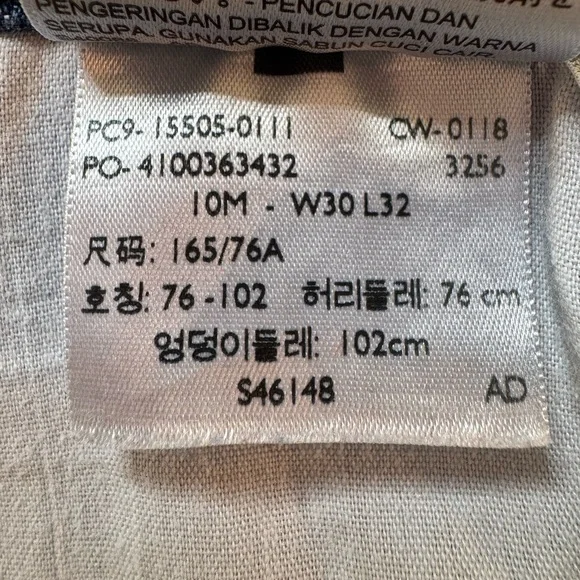 PENCUCIAN DAN
PENGERINGAN DIBALIK DENGAN WARNA
SERUPA. GUNAKAN SABUN CUCI CAIR.
PC9-15505-0111 CW-0118
PO-4100363432 3256
10M - W30 L32
尺码: 165/76A
호칭: 76 -102 허리둘레: 76 cm
엉덩이둘레: 102cm
S46148 AD